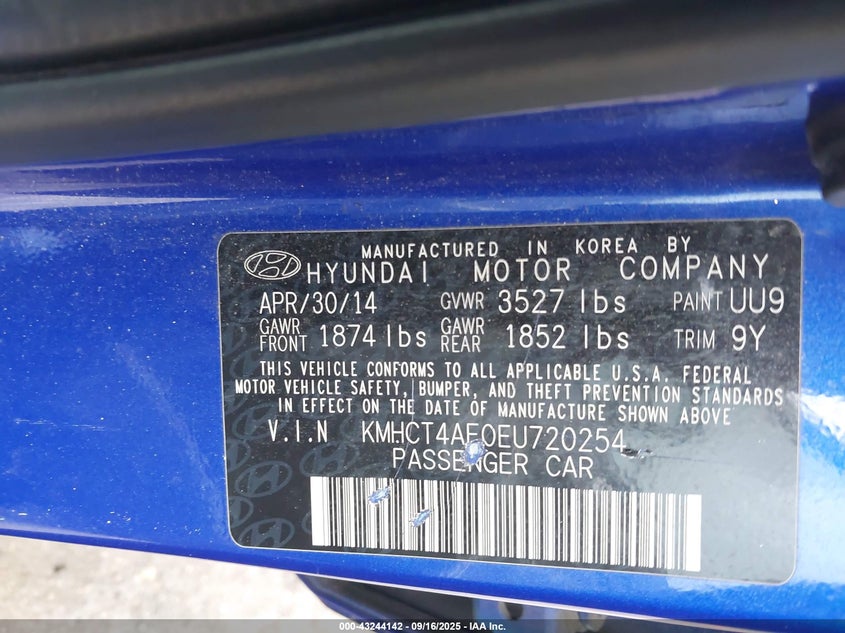 MANUFACTURED IN KOREA BY
HYUNDAI MOTOR COMPANY
APR/30/14 GVWR 3527 lbs PAINT UU9
GAWR FRONT 1874 lbs GAWR REAR 1852 lbs TRIM 9Y
THIS VEHICLE CONFORMS TO ALL APPLICABLE U.S.A. FEDERAL
MOTOR VEHICLE SAFETY, BUMPER, AND THEFT PREVENTION STANDARDS
IN EFFECT ON THE DATE OF MANUFACTURE SHOWN ABOVE
V.I.N KMHCT4AE0EU720254
PASSENGER CAR
000-43244142 - 09/16/2025 - IAA Inc.